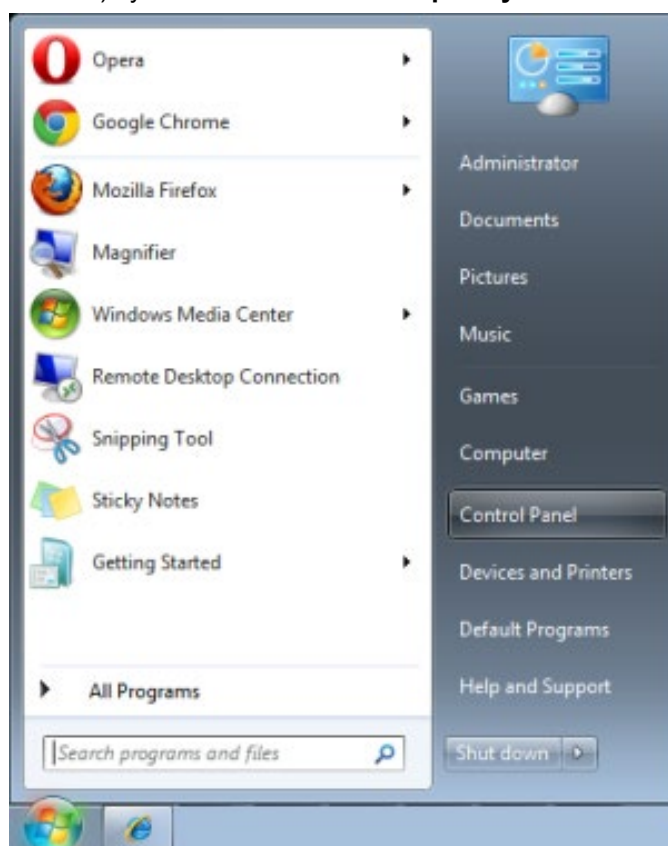 Opera
Google Chrome
Mozilla Firefox
Magnifier
Windows Media Center
Remote Desktop Connection
Snipping Tool
Sticky Notes
Getting Started
All Programs
Search programs and files
Administrator
Documents
Pictures
Music
Games
Computer
Control Panel
Devices and Printers
Default Programs
Help and Support
Shut down